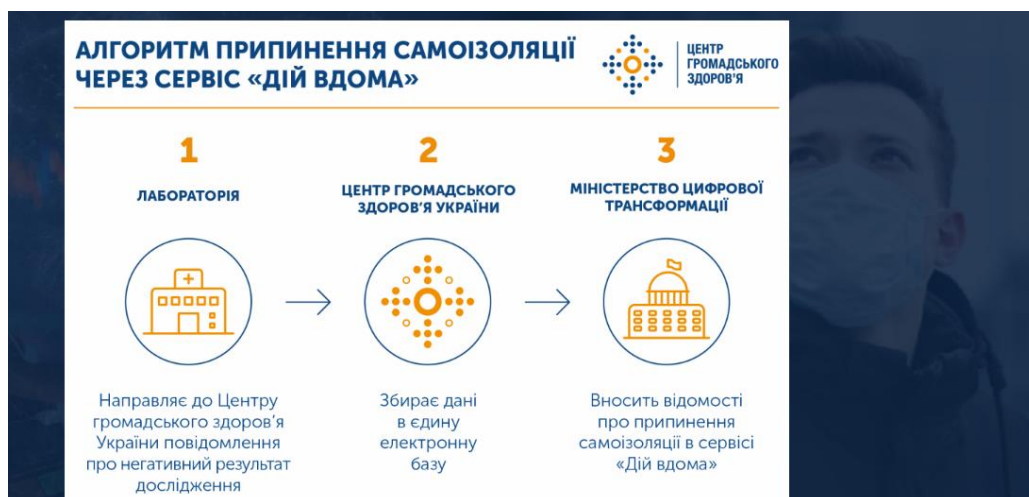 АЛГОРИТМ ПРИПИНЕННЯ САМОІЗОЛЯЦІЇ
ЧЕРЕЗ СЕРВІС «ДІЙ ВДОМА»
ЦЕНТР
ГРОМАДСЬКОГО
ЗДОРОВ'Я
1
ЛАБОРАТОРІЯ
Направляє до Центру
громадського здоров'я
України повідомлення
про негативний результат
дослідження
2
ЦЕНТР ГРОМАДСЬКОГО
ЗДОРОВ'Я УКРАЇНИ
Збирає дані
в єдину
електронну
базу
3
МІНІСТЕРСТВО ЦИФРОВОЇ
ТРАНСФОРМАЦІЇ
Вносить відомості
про припинення
самоізоляції в сервісі
«Дій вдома»